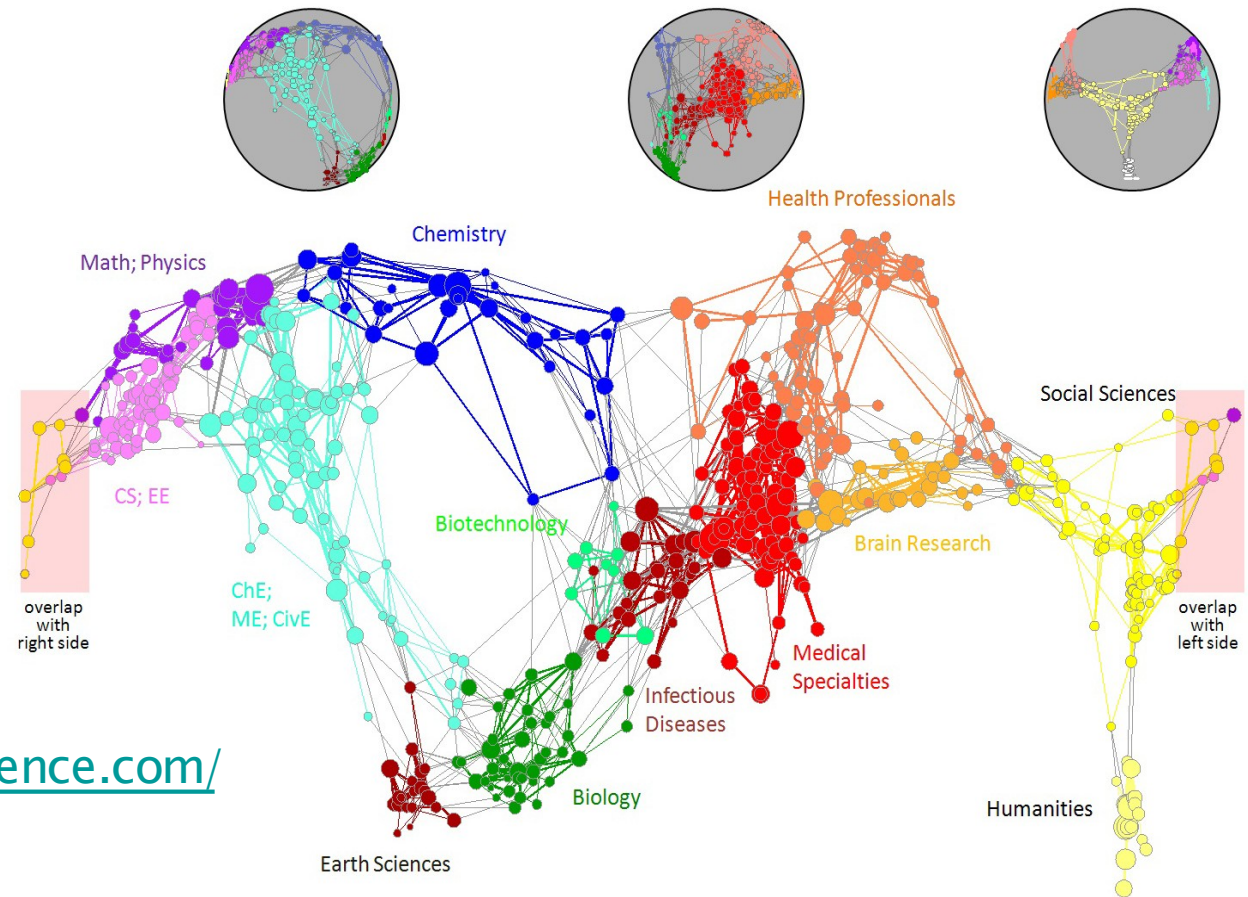 Health Professionals
Chemistry
Math; Physics
Social Sciences
CS; EE
Biotechnology
Brain Research
ChE;
ME; CivE
overlap
with
right side
overlap
with
left side
Medical
Specialties
Infectious
Diseases
ence.com/
Biology
Humanities
Earth Sciences